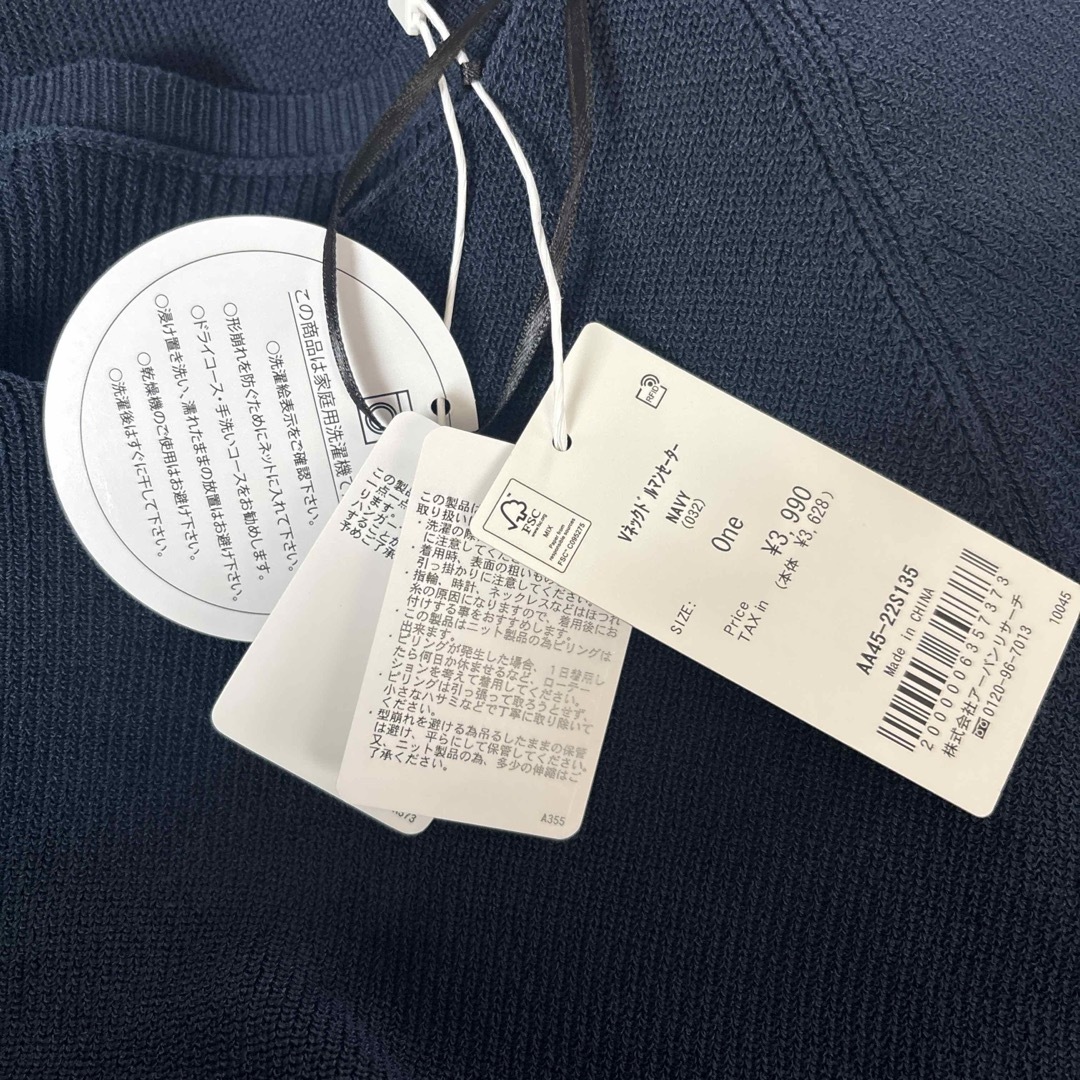 この商品は家庭用洗濯機で
○洗濯絵表示をご確認下さい。
○形崩れを防ぐためにネットに入れて下さい。
○ドライコース・手洗いコースをお勧めします。
○浸け置き洗い、濡れたままの放置はお避け下さい。
○乾燥機のご使用はお避け下さい。
○洗濯後はすぐに干して下さい。
この製品
A355
・着用時、表面の粗いもの
引っ掛かりに注意してください
・指輪、時計、ネックレスなどはほつれ
糸の原因になりますので、着用後にお
付けする事をおすすめします。
・この製品はニット製品の為ピリングは
出来ます。
・ピリングが発生した場合、1日着用し
たら何日か休ませるなど、ローテー
ションを考えて着用してください。
・ピリングは引っ張って取ろうとせず、
小さなハサミなどで丁寧に取り除いて
ください。
・型崩れを避ける為吊るしたままの保管
は避け、平らにして保管してください。
又、ニット製品の為、多少の伸縮はご
了承ください。
RFID
FSC
www.fsc.org
MIX
Paper from
responsible sources
FSC™ C095275
Vネックドルマンセーター
NAVY
(032)
SIZE: One
Price ¥3,990
TAX in (本体 ¥3,628)
AA45-22S135
Made in CHINA
2000006357373
株式会社アーバンリサーチ
0120-96-7013
10045